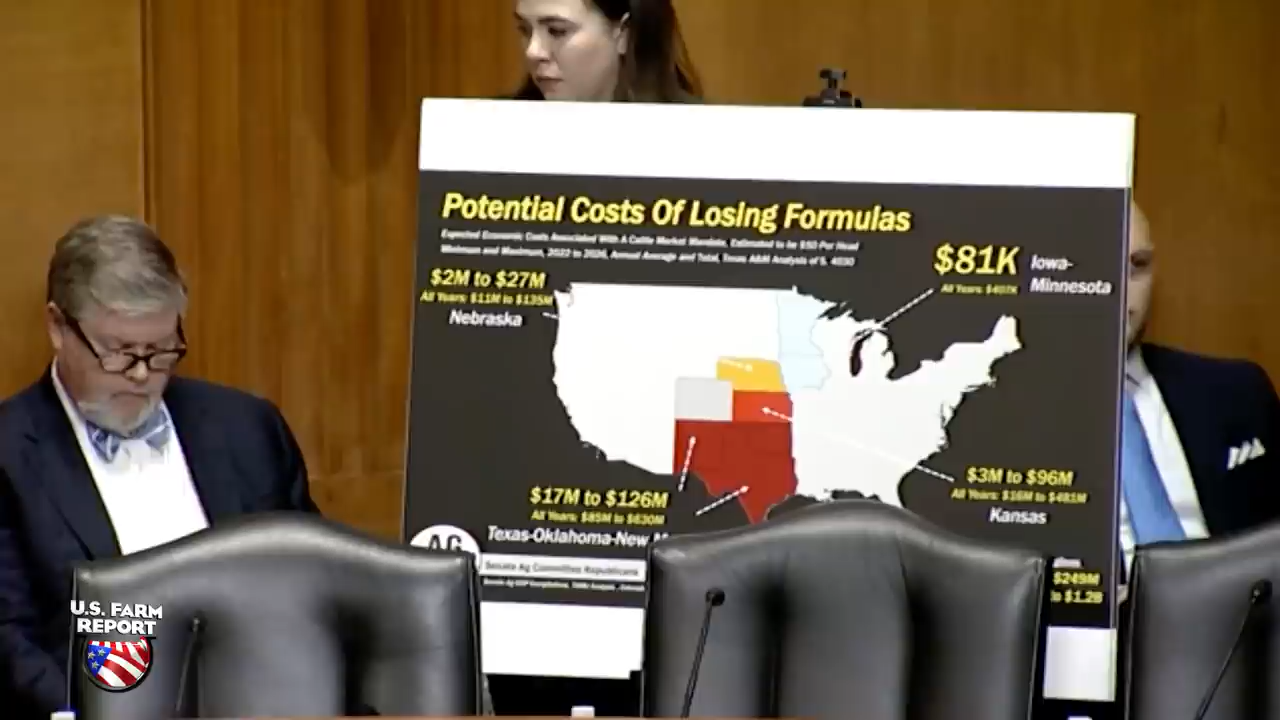 Potential Costs Of Losing Formulas
Expected Economic Costs Associated With A Cattle Market Mandate, Estimated to be $50 Per Head
Minimum and Maximum, 2022 to 2026, Annual Average and Total, Texas A&M Analysis of S. 4030
$81K Iowa-
All Years: $407K Minnesota
$2M to $27M
All Years: $11M to $135M
Nebraska
$3M to $96M
All Years: $16M to $481M
Kansas
$17M to $126M
All Years: $85M to $630M
Texas-Oklahoma-New
AG
Senate Ag Committee Republicans
$249M
to $1.2B
U.S. FARM
REPORT